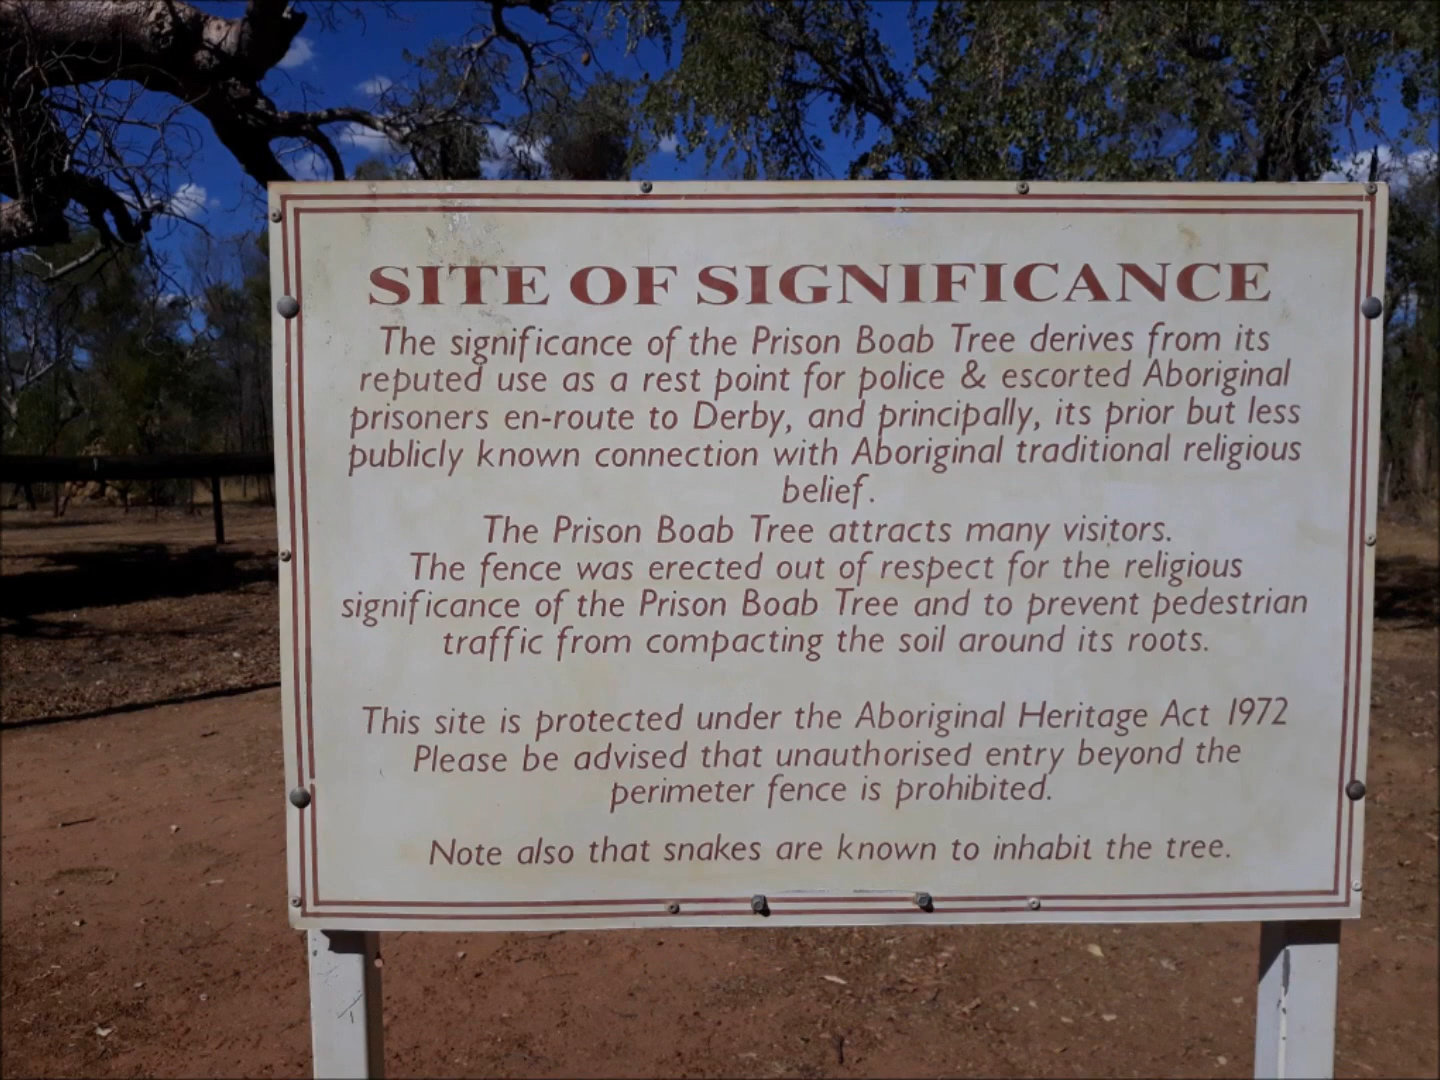 SITE OF SIGNIFICANCE
The significance of the Prison Boab Tree derives from its
reputed use as a rest point for police & escorted Aboriginal
prisoners en-route to Derby, and principally, its prior but less
publicly known connection with Aboriginal traditional religious
belief.
The Prison Boab Tree attracts many visitors.
The fence was erected out of respect for the religious
significance of the Prison Boab Tree and to prevent pedestrian
traffic from compacting the soil around its roots.
This site is protected under the Aboriginal Heritage Act 1972
Please be advised that unauthorised entry beyond the
perimeter fence is prohibited.
Note also that snakes are known to inhabit the tree.